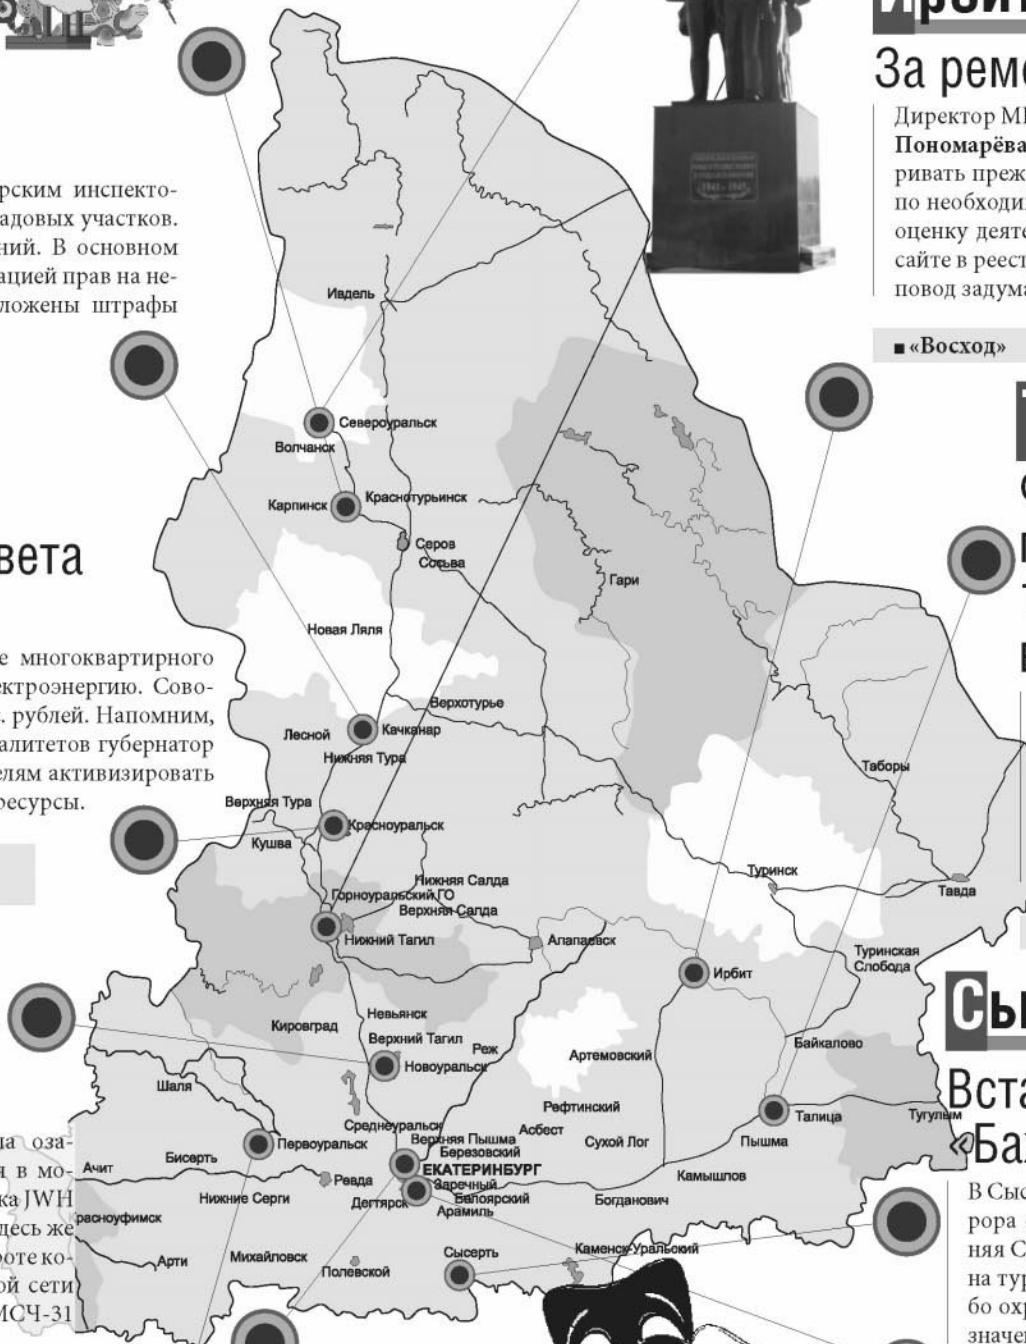 рским инспекто-
адовых участков.
ний. В основном
ацией прав на не-
ложены штрафы
вета
е многоквартирного
ектроэнергию. Сово-
. рублей. Напомним,
алитетов губернатор
елям активизировать
ресурсы.
ла оза-
я в мо-
ка JWH
десь же
роте ко-
ой сети
МСЧ-31
Ивдель
Североуральск
Волчанск
Карпинск
Краснотурьинск
Серов
Сосьва
Гари
Новая Ляля
Верхотурье
Лесной
Качканар
Нижняя Тура
Таборы
Верхняя Тура
Красноуральск
Кушва
Туринск
Тавда
Нижняя Салда
Горноуральский ГО
Верхняя Салда
Нижний Тагил
Алапаевск
Туринская
Слобода
Ирбит
Невьянск
Кировград
Верхний Тагил
Реж
Новоуральск
Артемовский
Байкалово
Шаля
Рефтинский
Талица
Тугулым
Среднеуральск
Асбест
Верхняя Пышма
Сухой Лог
Пышма
Первоуральск
Березовский
Бисерть
Ачит
ЕКАТЕРИНБУРГ
Ревда
Заречный
Камышлов
Нижние Серги
Дегтярск
Белоярский
Богданович
Арамиль
расноуфимск
Арти
Михайловск
Полевской
Сысерть
Каменск-Уральский
1941-1945
За реме
Директор М
Пономарёва
ривать преж
по необходи
оценку деяте
сайте в реест
повод задума
■ «Восход»
Сы
Вста
«Ба
В Сыс
рора
няя С
на тур
бо охр
значе